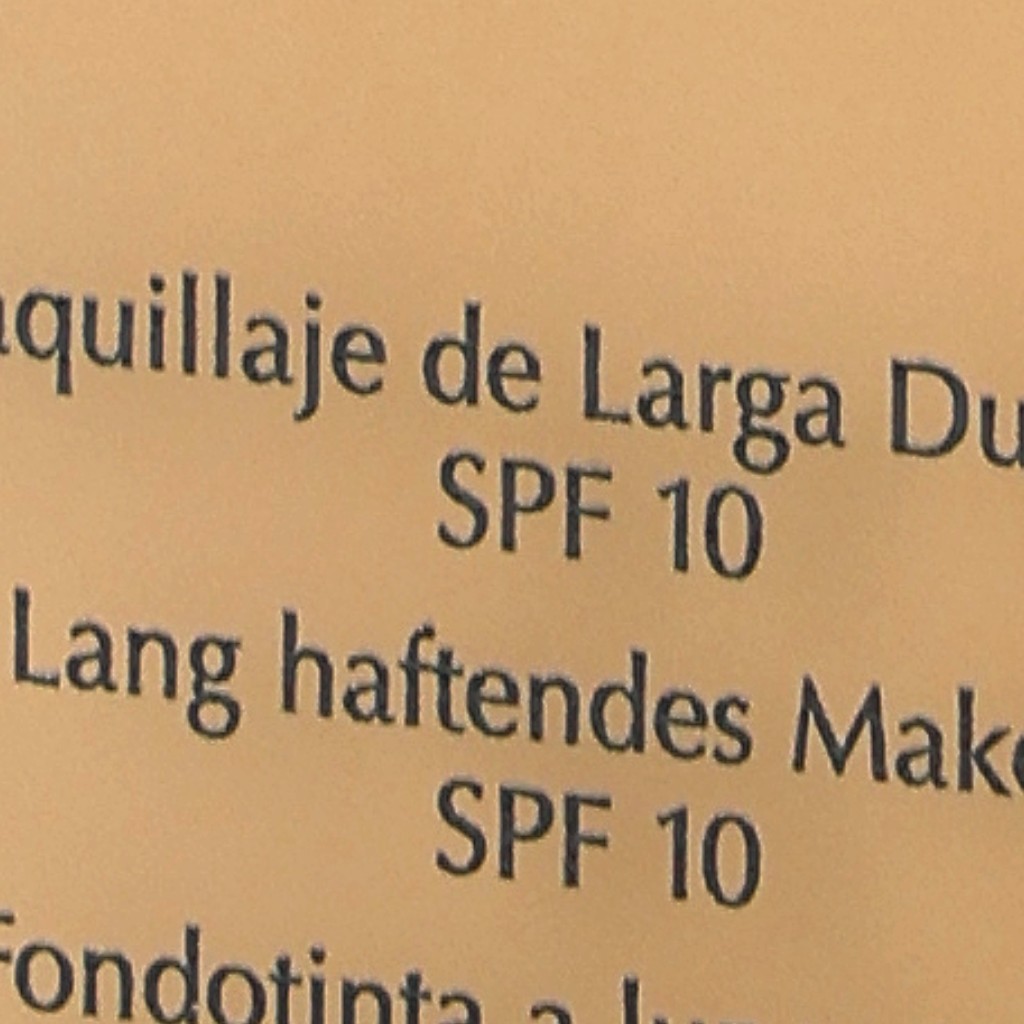 aquillaje de Larga Du
SPF 10
Lang haftendes Make
SPF 10
Fondotinta a lu